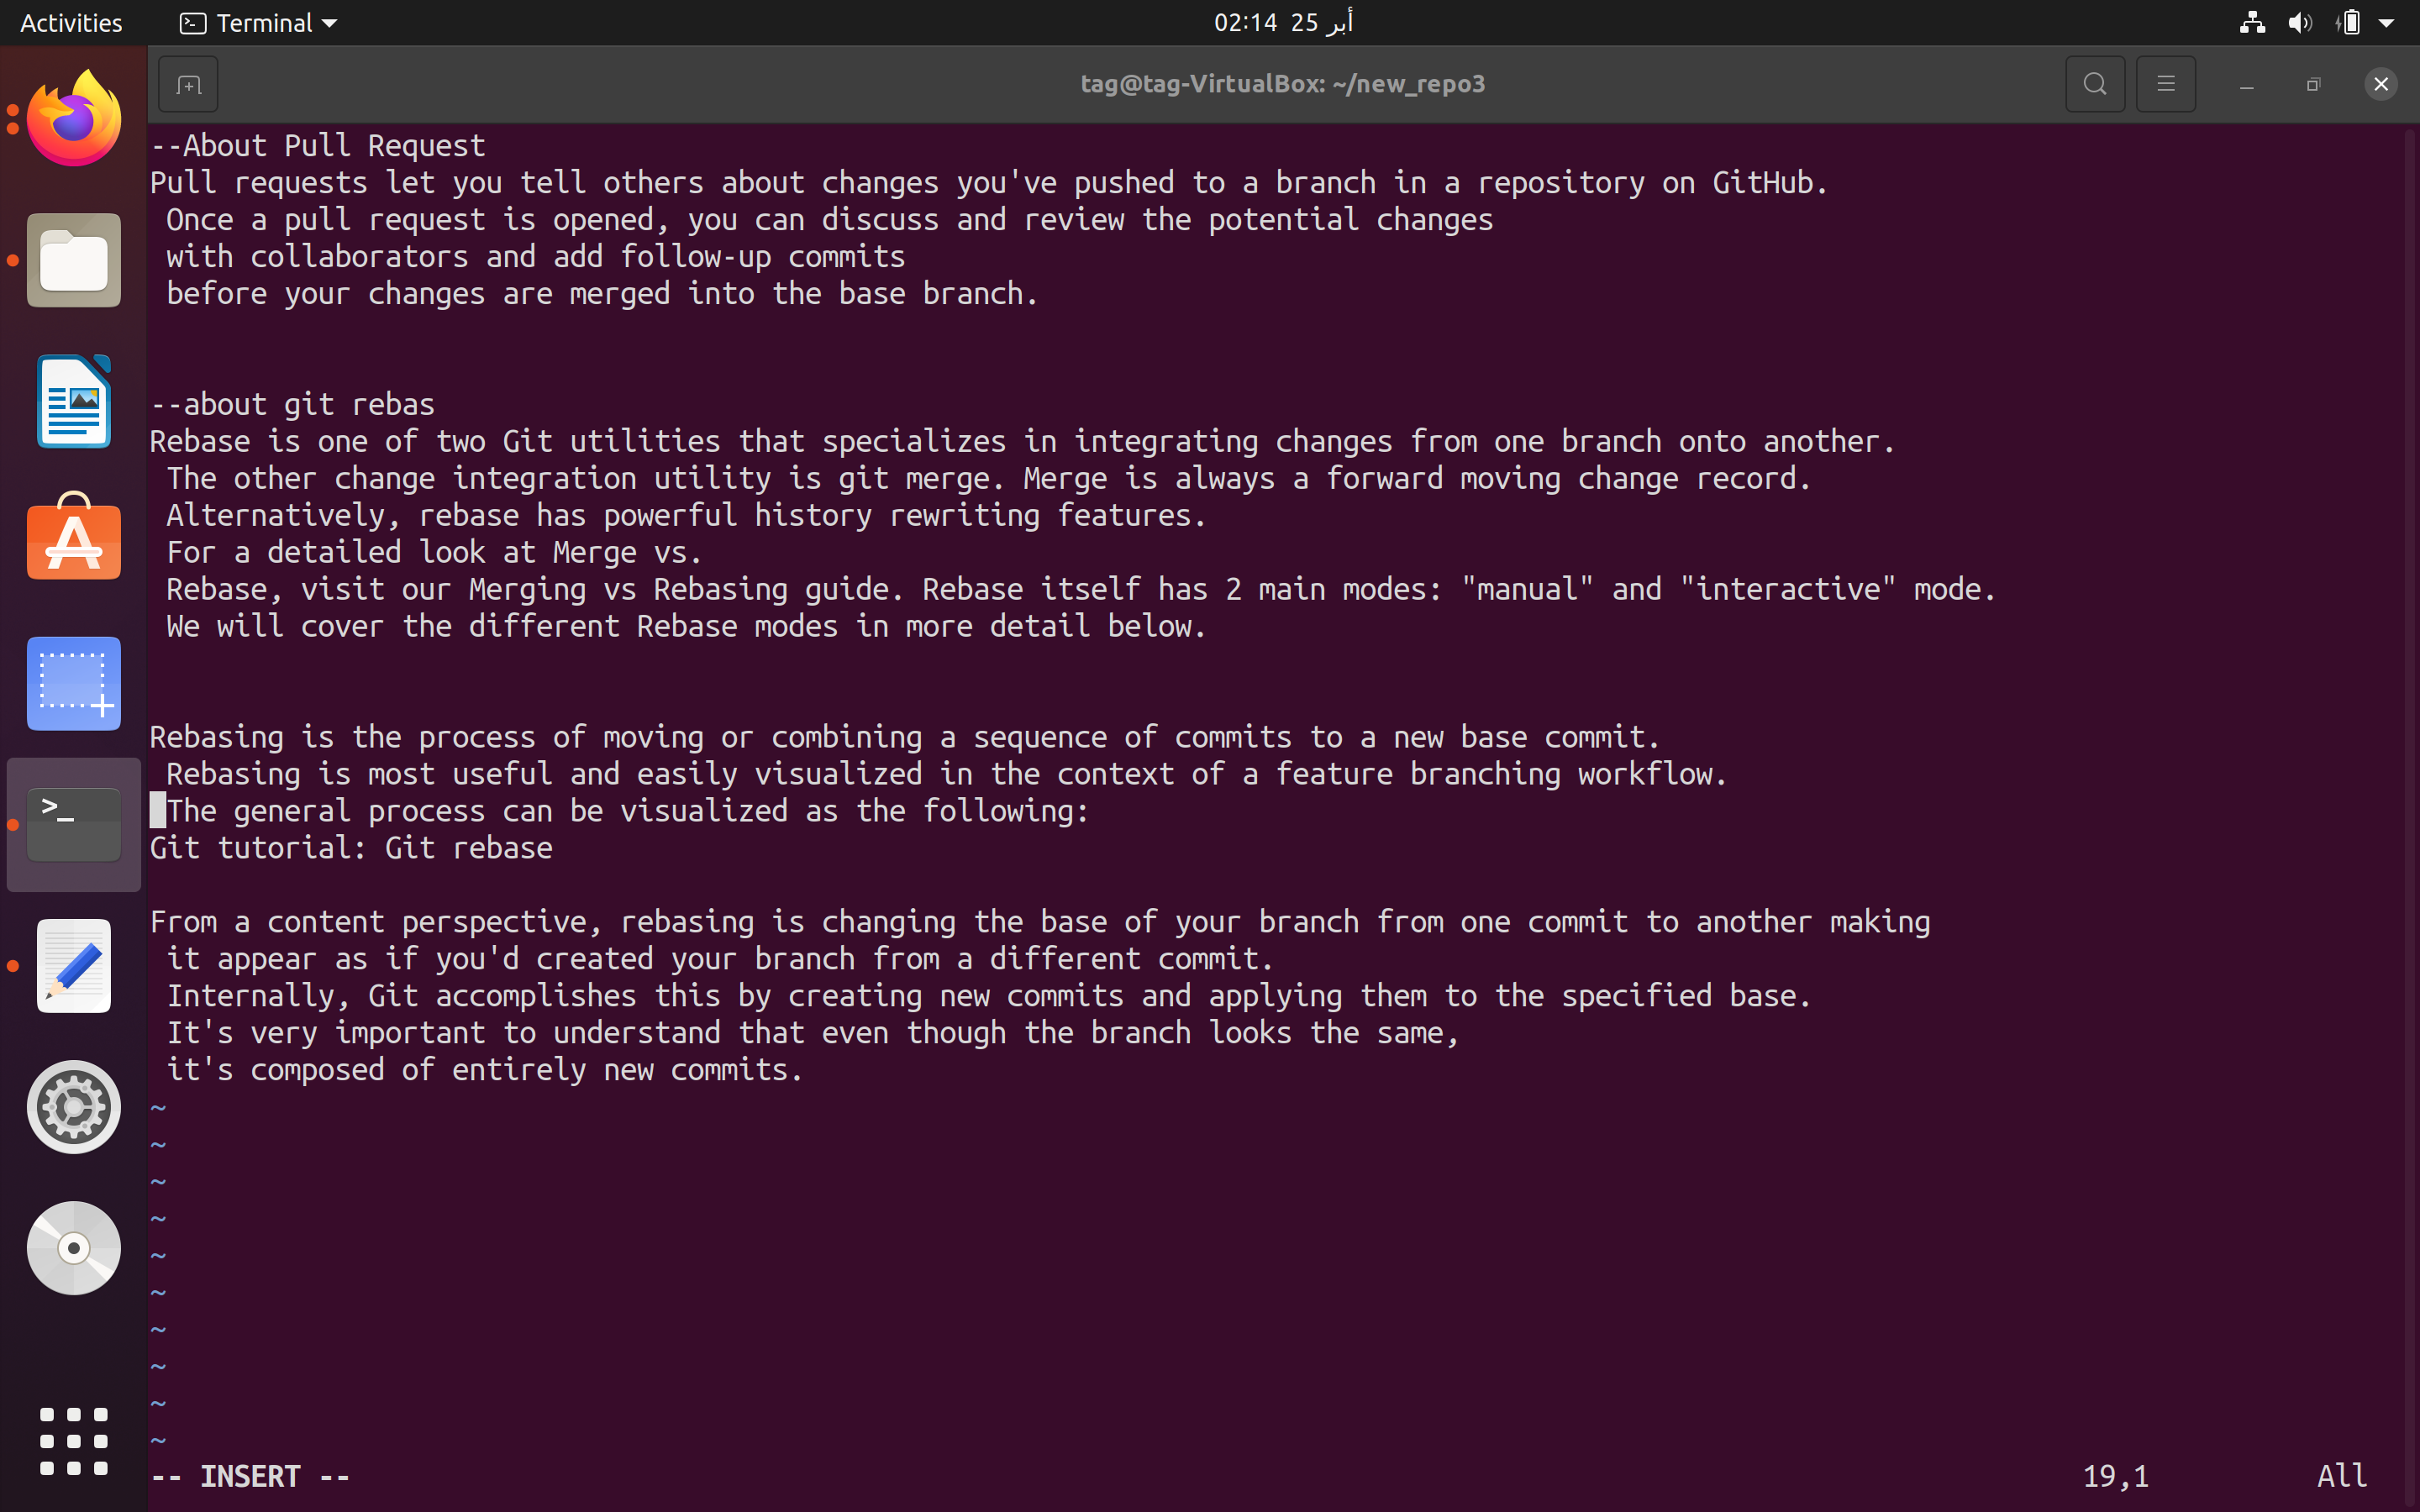 Activities
Terminal
02:14 25 أبر
tag@tag-VirtualBox: ~/new_repo3
--About Pull Request
Pull requests let you tell others about changes you've pushed to a branch in a repository on GitHub.
Once a pull request is opened, you can discuss and review the potential changes
with collaborators and add follow-up commits
before your changes are merged into the base branch.
--about git rebas
Rebase is one of two Git utilities that specializes in integrating changes from one branch onto another.
The other change integration utility is git merge. Merge is always a forward moving change record.
Alternatively, rebase has powerful history rewriting features.
For a detailed look at Merge vs.
Rebase, visit our Merging vs Rebasing guide. Rebase itself has 2 main modes: "manual" and "interactive" mode.
We will cover the different Rebase modes in more detail below.
Rebasing is the process of moving or combining a sequence of commits to a new base commit.
Rebasing is most useful and easily visualized in the context of a feature branching workflow.
The general process can be visualized as the following:
Git tutorial: Git rebase
From a content perspective, rebasing is changing the base of your branch from one commit to another making
it appear as if you'd created your branch from a different commit.
Internally, Git accomplishes this by creating new commits and applying them to the specified base.
It's very important to understand that even though the branch looks the same,
it's composed of entirely new commits.
~
~
~
~
~
~
~
~
~
~
-- INSERT -- 19,1 All